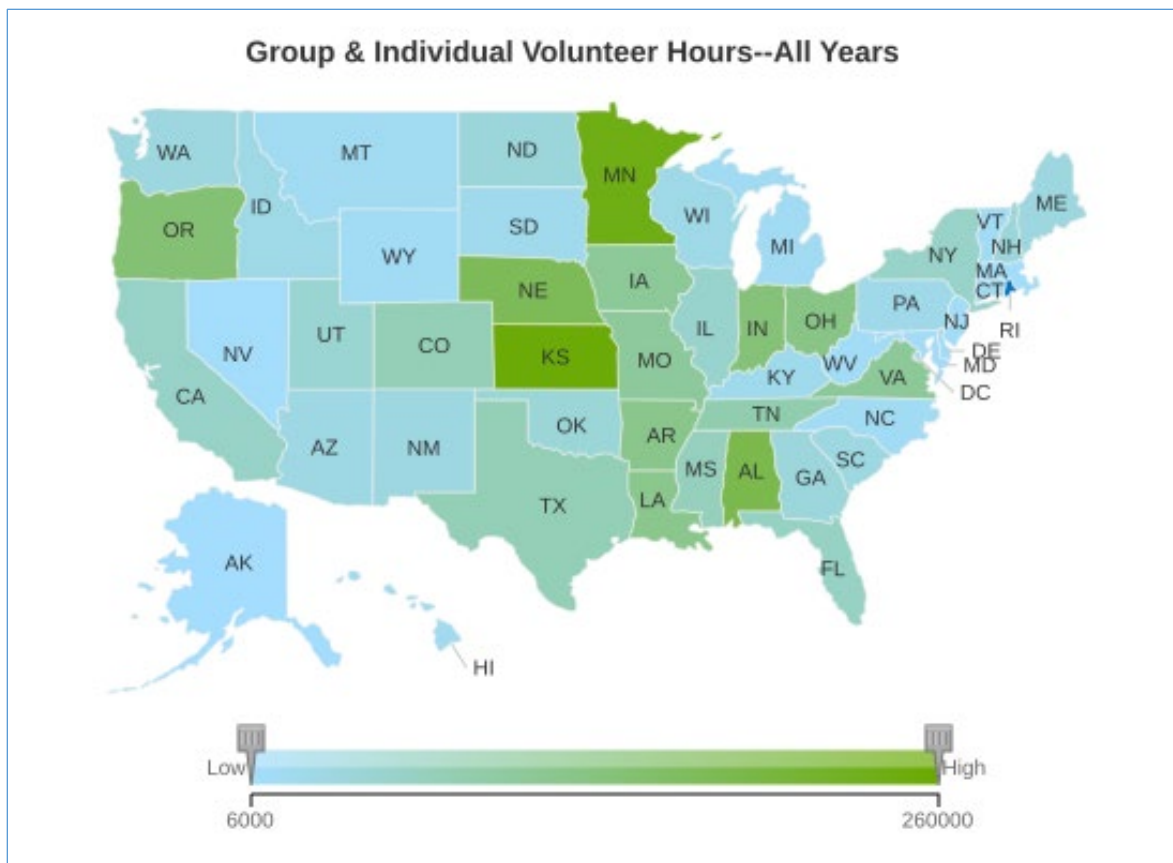 Group & Individual Volunteer Hours--All Years
WA
MT
ND
MN
ME
OR
ID
SD
WI
VT
NH
NY
WY
MI
MA
CT
RI
NE
IA
PA
NJ
NV
UT
CO
KS
MO
IL
IN
OH
DE
MD
DC
WV
VA
KY
CA
AZ
NM
OK
AR
TN
NC
SC
MS
AL
GA
TX
LA
FL
AK
HI
Low
High
6000
260000